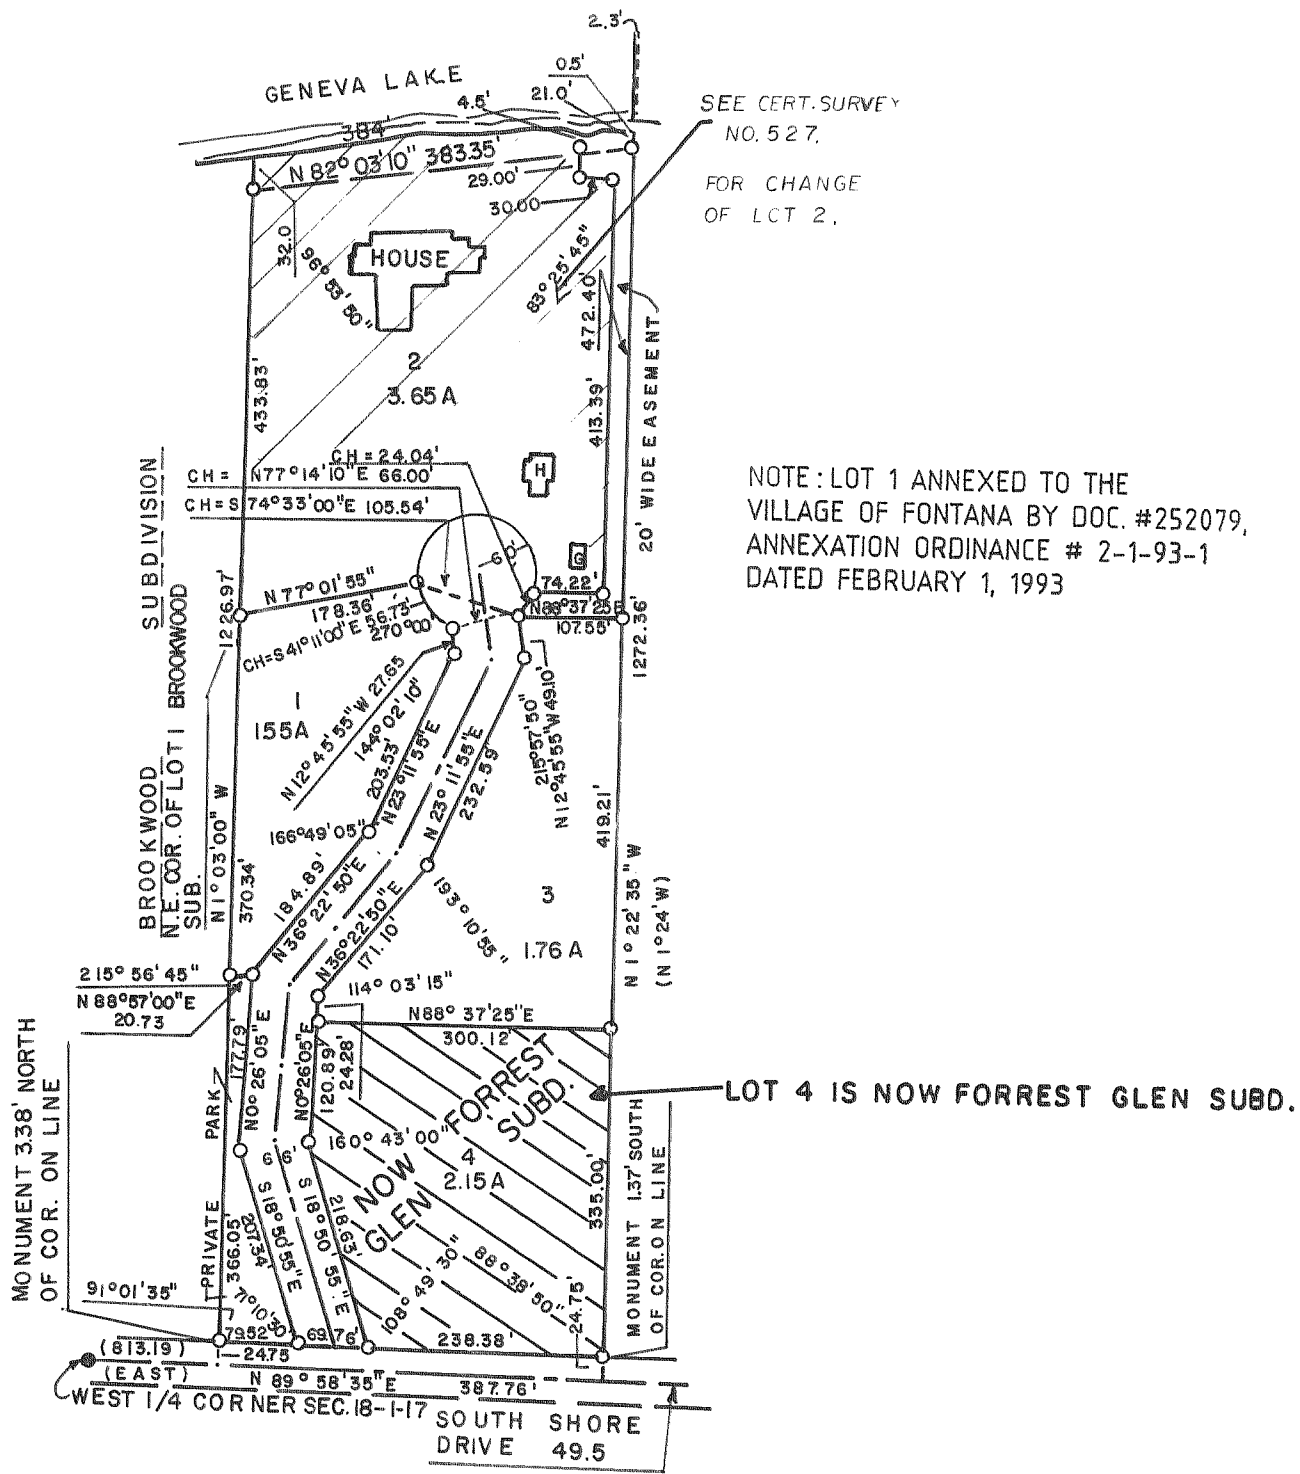 2.3'
0.5'
GENEVA LAKE
4.5'
21.0'
SEE CERT. SURVEY
NO. 527,
FOR CHANGE
OF LCT 2.
384'
N 82° 03'10" 383.35'
29.00'
30.00
32.0
96° 53' 50"
HOUSE
83° 25' 45"
472.40'
2
3.65 A
433.83'
413.39'
20' WIDE EASEMENT
CH = 24.04'
CH = N77°14'10"E 66.00'
CH = S 74°33'00"E 105.54'
H
G
60'
NOTE : LOT 1 ANNEXED TO THE
VILLAGE OF FONTANA BY DOC. #252079,
ANNEXATION ORDINANCE # 2-1-93-1
DATED FEBRUARY 1, 1993
BROOKWOOD SUBDIVISION
N.E. COR. OF LOT 1 BROOKWOOD
SUB.
1226.97'
N 1° 03'00" W
N 77° 01'55"
178.36'
CH=S 41°11'00"E 56.73'
270°00'
74.22'
N88°37'25E
107.55'
1272.36'
1
1.55A
N 12° 45' 55" W 27.65
144° 02' 10"
203.53'
N 23° 11'55"E
N 23° 11'55"E
232.59'
215°57'50"
N12°45'55"W 49.10'
419.21'
166°49'05"
184.89'
N 36° 22' 50"E
N 36°22'50"E
171.10'
193° 10' 55"
3
1.76 A
N 1° 22' 35" W
(N 1°24'W)
370.34'
215° 56' 45"
N 88°57'00"E
20.73
114° 03' 15"
N88° 37'25"E
300.12'
MONUMENT 3.38' NORTH
OF COR. ON LINE
177.79'
N0° 26' 05"E
N0°26'05"E
120.89'
24.28'
NOW FORREST
GLEN SUBD.
LOT 4 IS NOW FORREST GLEN SUBD.
PRIVATE PARK
366.05'
160° 43' 00"
4
2.15 A
6 6'
S 18° 50' 55" E
207.34'
S 18° 50' 55" E
218.63'
335.00'
MONUMENT 1.37' SOUTH
OF COR. ON LINE
91°01'35"
71°10'30"
108° 49' 30"
88° 38' 50"
24.75'
79.52'
69.76'
238.38'
(813.19)
24.75
(EAST)
N 89° 58' 35"E 387.76'
WEST 1/4 CORNER SEC. 18-1-17
SOUTH SHORE
DRIVE 49.5